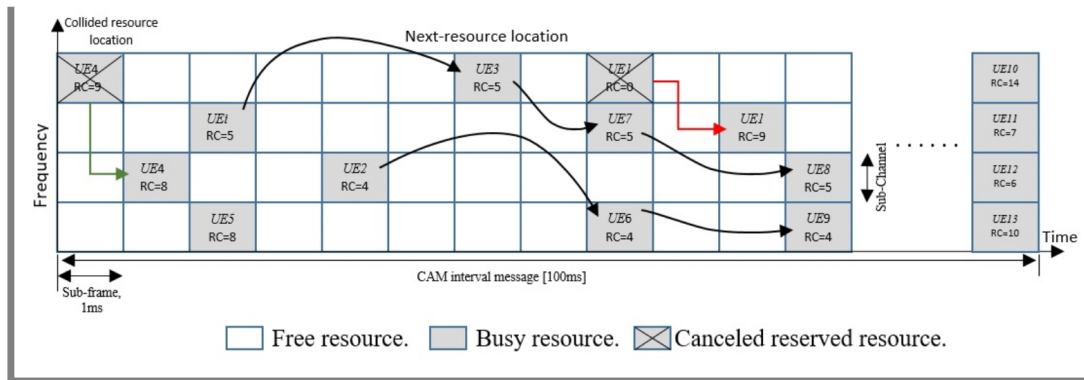 Collided resource
location
Next-resource location
UE4
RC=9
UE3
RC=5
UE1
RC=0
UE10
RC=14
UEi
RC=5
UE7
RC=5
UE1
RC=9
UE11
RC=7
UE4
RC=8
UE2
RC=4
UE8
RC=5
UE12
RC=6
UE5
RC=8
UE6
RC=4
UE9
RC=4
UE13
RC=10
Frequency
Sub-Channel
. . . . . .
Time
CAM interval message [100ms]
Sub-frame,
1ms
Free resource.
Busy resource.
Canceled reserved resource.